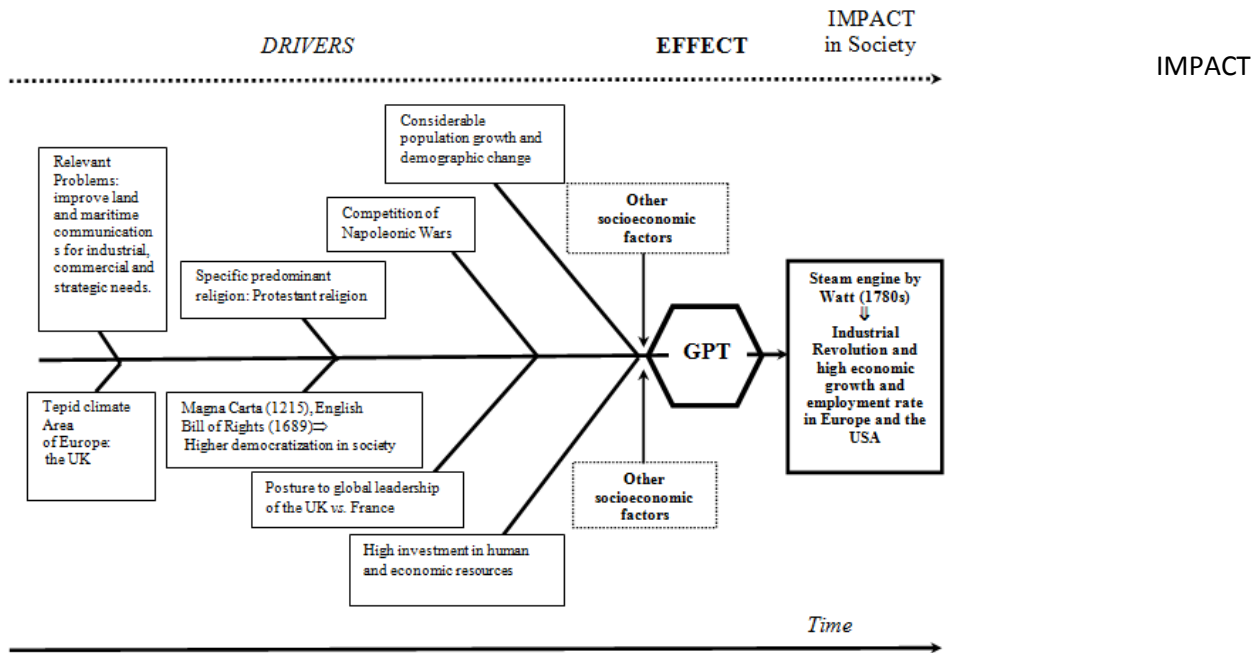 IMPACT
in Society
DRIVERS
EFFECT
IMPACT
Considerable
population growth and
demographic change
Relevant
Problems:
improve land
and maritime
communication
s for industrial,
commercial and
strategic needs.
Competition of
Napoleonic Wars
Other
socioeconomic
factors
Specific predominant
religion: Protestant religion
Steam engine by
Watt (1780s)
⇓
Industrial
Revolution and
high economic
growth and
employment rate
in Europe and the
USA
GPT
Tepid climate
Area
of Europe:
the UK
Magna Carta (1215), English
Bill of Rights (1689)⇒
Higher democratization in society
Posture to global leadership
of the UK vs. France
Other
socioeconomic
factors
High investment in human
and economic resources
Time